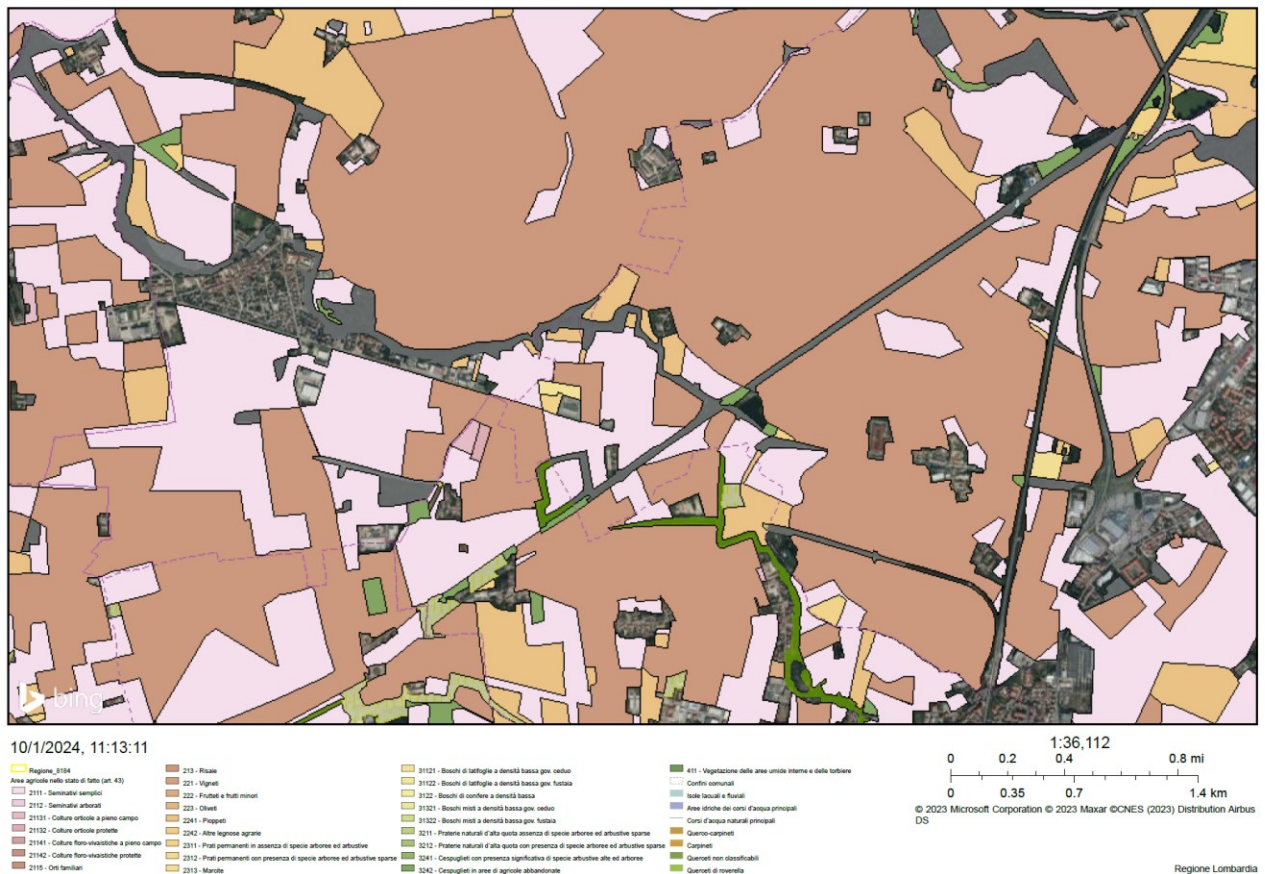 bing
10/1/2024, 11:13:11
Regione_8184
Aree agricole nello stato di fatto (art. 43)
2111 - Seminativi semplici
2112 - Seminativi arborati
21131 - Colture orticole a pieno campo
21132 - Colture orticole protette
21141 - Colture floro-vivaistiche a pieno campo
21142 - Colture floro-vivaistiche protette
2115 - Orti familiari
213 - Risaie
221 - Vigneti
222 - Frutteti e frutti minori
223 - Oliveti
2241 - Pioppeti
2242 - Altre legnose agrarie
2311 - Prati permanenti in assenza di specie arboree ed arbustive
2312 - Prati permanenti con presenza di specie arboree ed arbustive sparse
2313 - Marcite
31121 - Boschi di latifoglie a densità bassa gov. ceduo
31122 - Boschi di latifoglie a densità bassa gov. fustaia
3122 - Boschi di conifere a densità bassa
31321 - Boschi misti a densità bassa gov. ceduo
31322 - Boschi misti a densità bassa gov. fustaia
3211 - Praterie naturali d'alta quota assenza di specie arboree ed arbustive sparse
3212 - Praterie naturali d'alta quota con presenza di specie arboree ed arbustive sparse
3241 - Cespuglieti con presenza significativa di specie arbustive alte ed arboree
3242 - Cespuglieti in aree di agricole abbandonate
411 - Vegetazione delle aree umide interne e delle torbiere
Confini comunali
Isole lacuali e fluviali
Aree idriche dei corsi d'acqua principali
Corsi d'acqua naturali principali
Querco-carpineti
Carpineti
Querceti non classificabili
Querceti di roverella
1:36,112
0 0.2 0.4 0.8 mi
0 0.35 0.7 1.4 km
© 2023 Microsoft Corporation © 2023 Maxar ©CNES (2023) Distribution Airbus
DS
Regione Lombardia